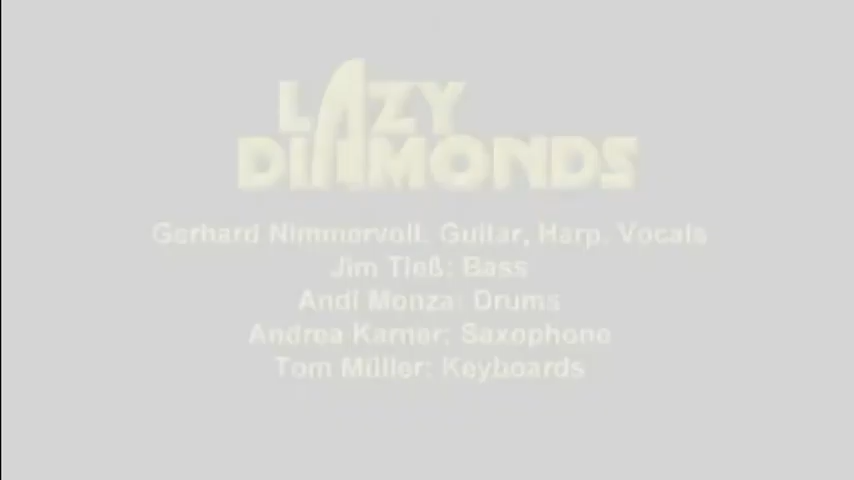 LAZY
DIAMONDS
Gerhard Nimmervoll: Guitar, Harp, Vocals
Jim Tieß: Bass
Andi Monza: Drums
Andrea Karner: Saxophone
Tom Müller: Keyboards